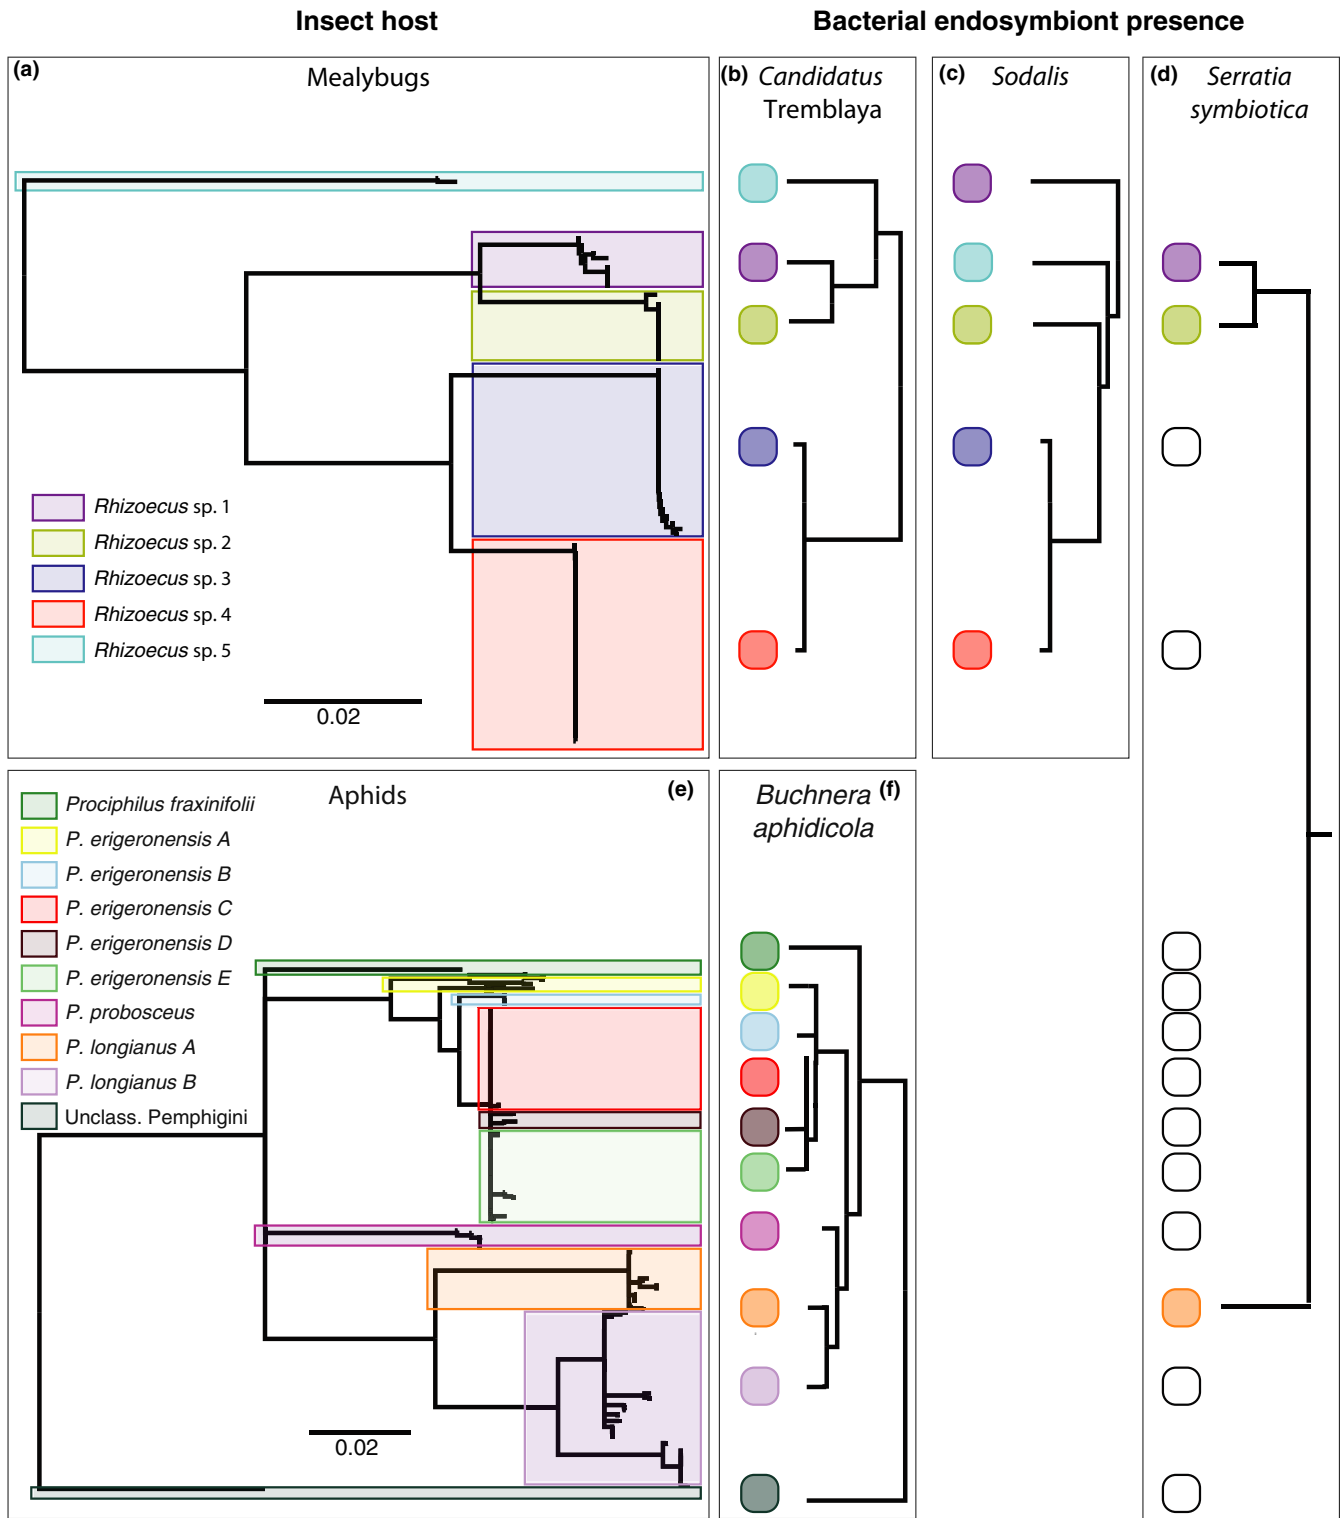 Insect host
Bacterial endosymbiont presence
(a)
Mealybugs
(b) Candidatus
Tremblaya
(c) Sodalis
(d) Serratia
symbiotica
Rhizoecus sp. 1
Rhizoecus sp. 2
Rhizoecus sp. 3
Rhizoecus sp. 4
Rhizoecus sp. 5
0.02
Aphids
(e)
Prociphilus fraxinifolii
P. erigeronensis A
P. erigeronensis B
P. erigeronensis C
P. erigeronensis D
P. erigeronensis E
P. probosceus
P. longianus A
P. longianus B
Unclass. Pemphigini
0.02
Buchnera (f)
aphidicola